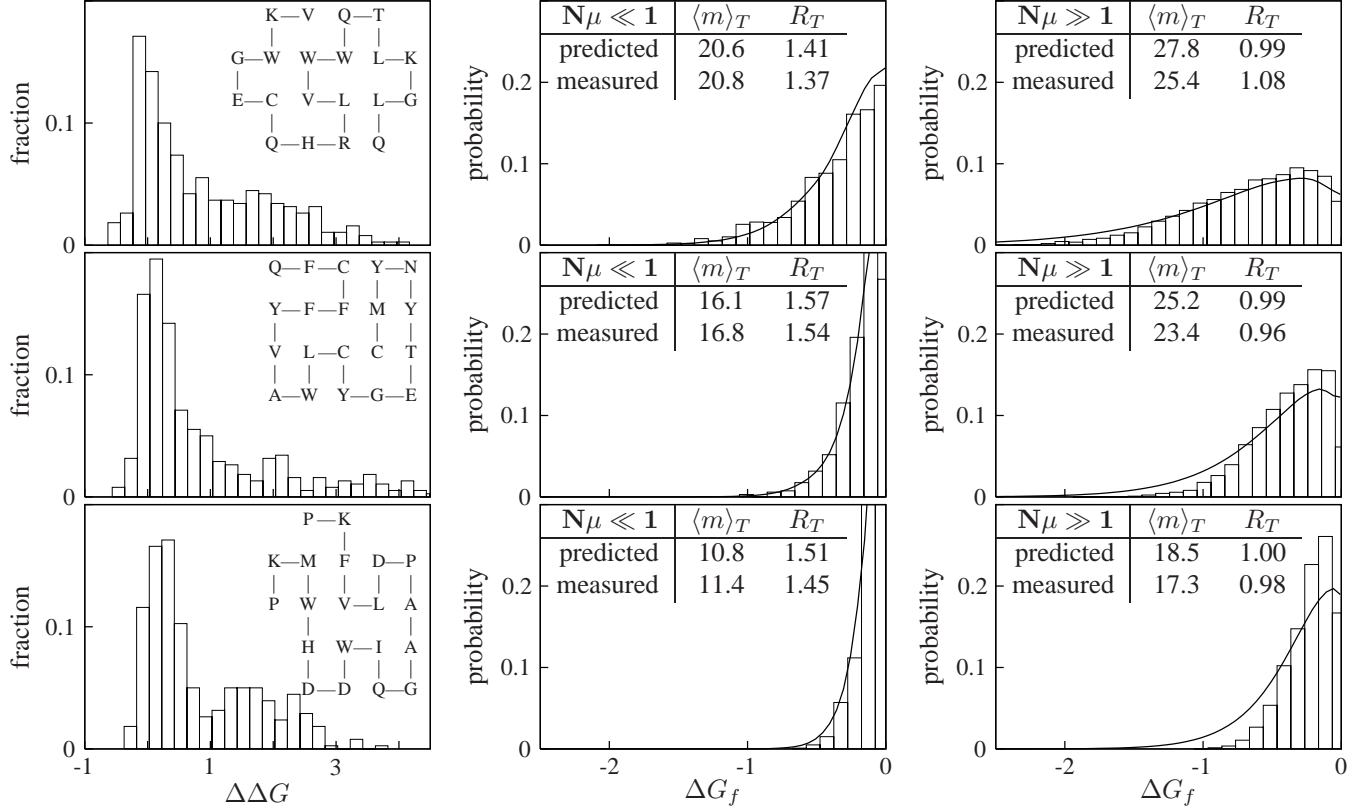 K—V Q—T
G—W W—W L—K
E—C V—L L—G
Q—H—R Q
fraction
0.1
0
Nμ ≪ 1 ⟨m⟩T RT
predicted 20.6 1.41
measured 20.8 1.37
probability
0.2
0.1
0
Nμ ≫ 1 ⟨m⟩T RT
predicted 27.8 0.99
measured 25.4 1.08
probability
0.2
0.1
0
Q—F—C Y—N
Y—F—F M Y
V L—C C T
A—W Y—G—E
fraction
0.1
0
Nμ ≪ 1 ⟨m⟩T RT
predicted 16.1 1.57
measured 16.8 1.54
probability
0.2
0.1
0
Nμ ≫ 1 ⟨m⟩T RT
predicted 25.2 0.99
measured 23.4 0.96
probability
0.2
0.1
0
P—K
K—M F D—P
P W V—L A
H W—I A
D—D Q—G
fraction
0.1
0
-1 1 3
ΔΔG
Nμ ≪ 1 ⟨m⟩T RT
predicted 10.8 1.51
measured 11.4 1.45
probability
0.2
0.1
0
-2 -1 0
ΔGf
Nμ ≫ 1 ⟨m⟩T RT
predicted 18.5 1.00
measured 17.3 0.98
probability
0.2
0.1
0
-2 -1 0
ΔGf